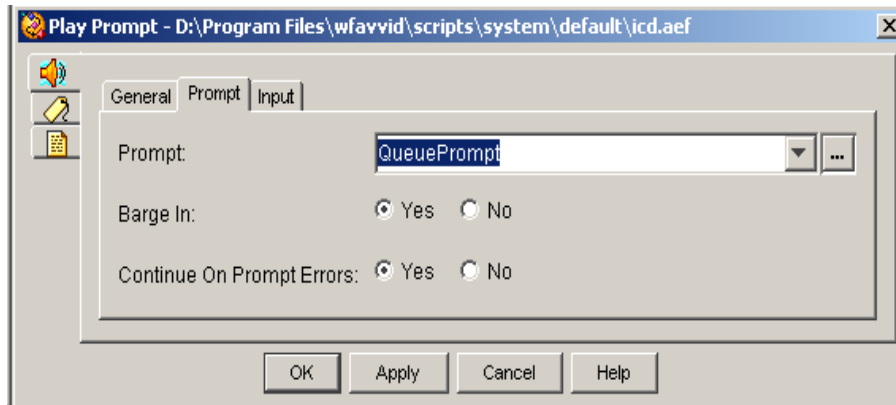 Play Prompt - D:\Program Files\wfavvid\scripts\system\default\icd.aef
General Prompt Input
Prompt: QueuePrompt ...
Barge In: Yes No
Continue On Prompt Errors: Yes No
OK Apply Cancel Help